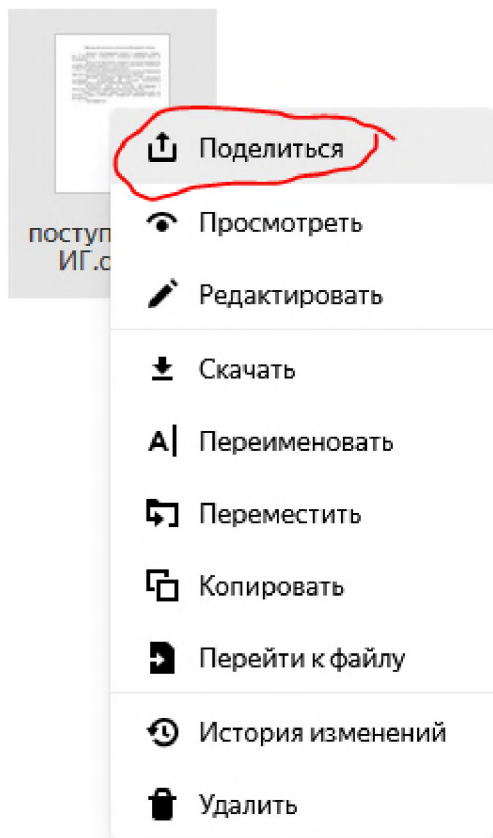 Поделиться
Просмотреть
поступ
ИГ.с
Редактировать
Скачать
Переименовать
Переместить
Копировать
Перейти к файлу
История изменений
Удалить